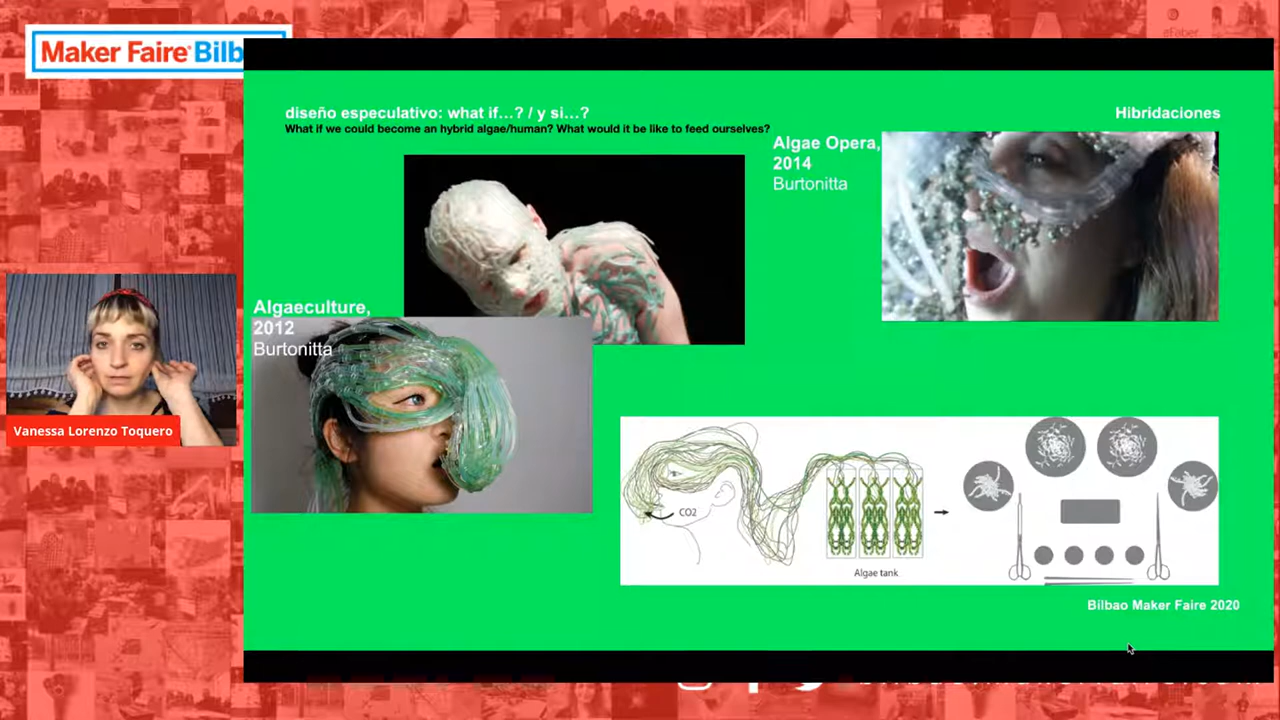 Maker Faire Bilb
eFaber
diseño especulativo: what if…? / y si…?
What if we could become an hybrid algae/human? What would it be like to feed ourselves?
Hibridaciones
Algae Opera,
2014
Burtonitta
Algaeculture,
2012
Burtonitta
Vanessa Lorenzo Toquero
CO2
Algae tank
Bilbao Maker Faire 2020